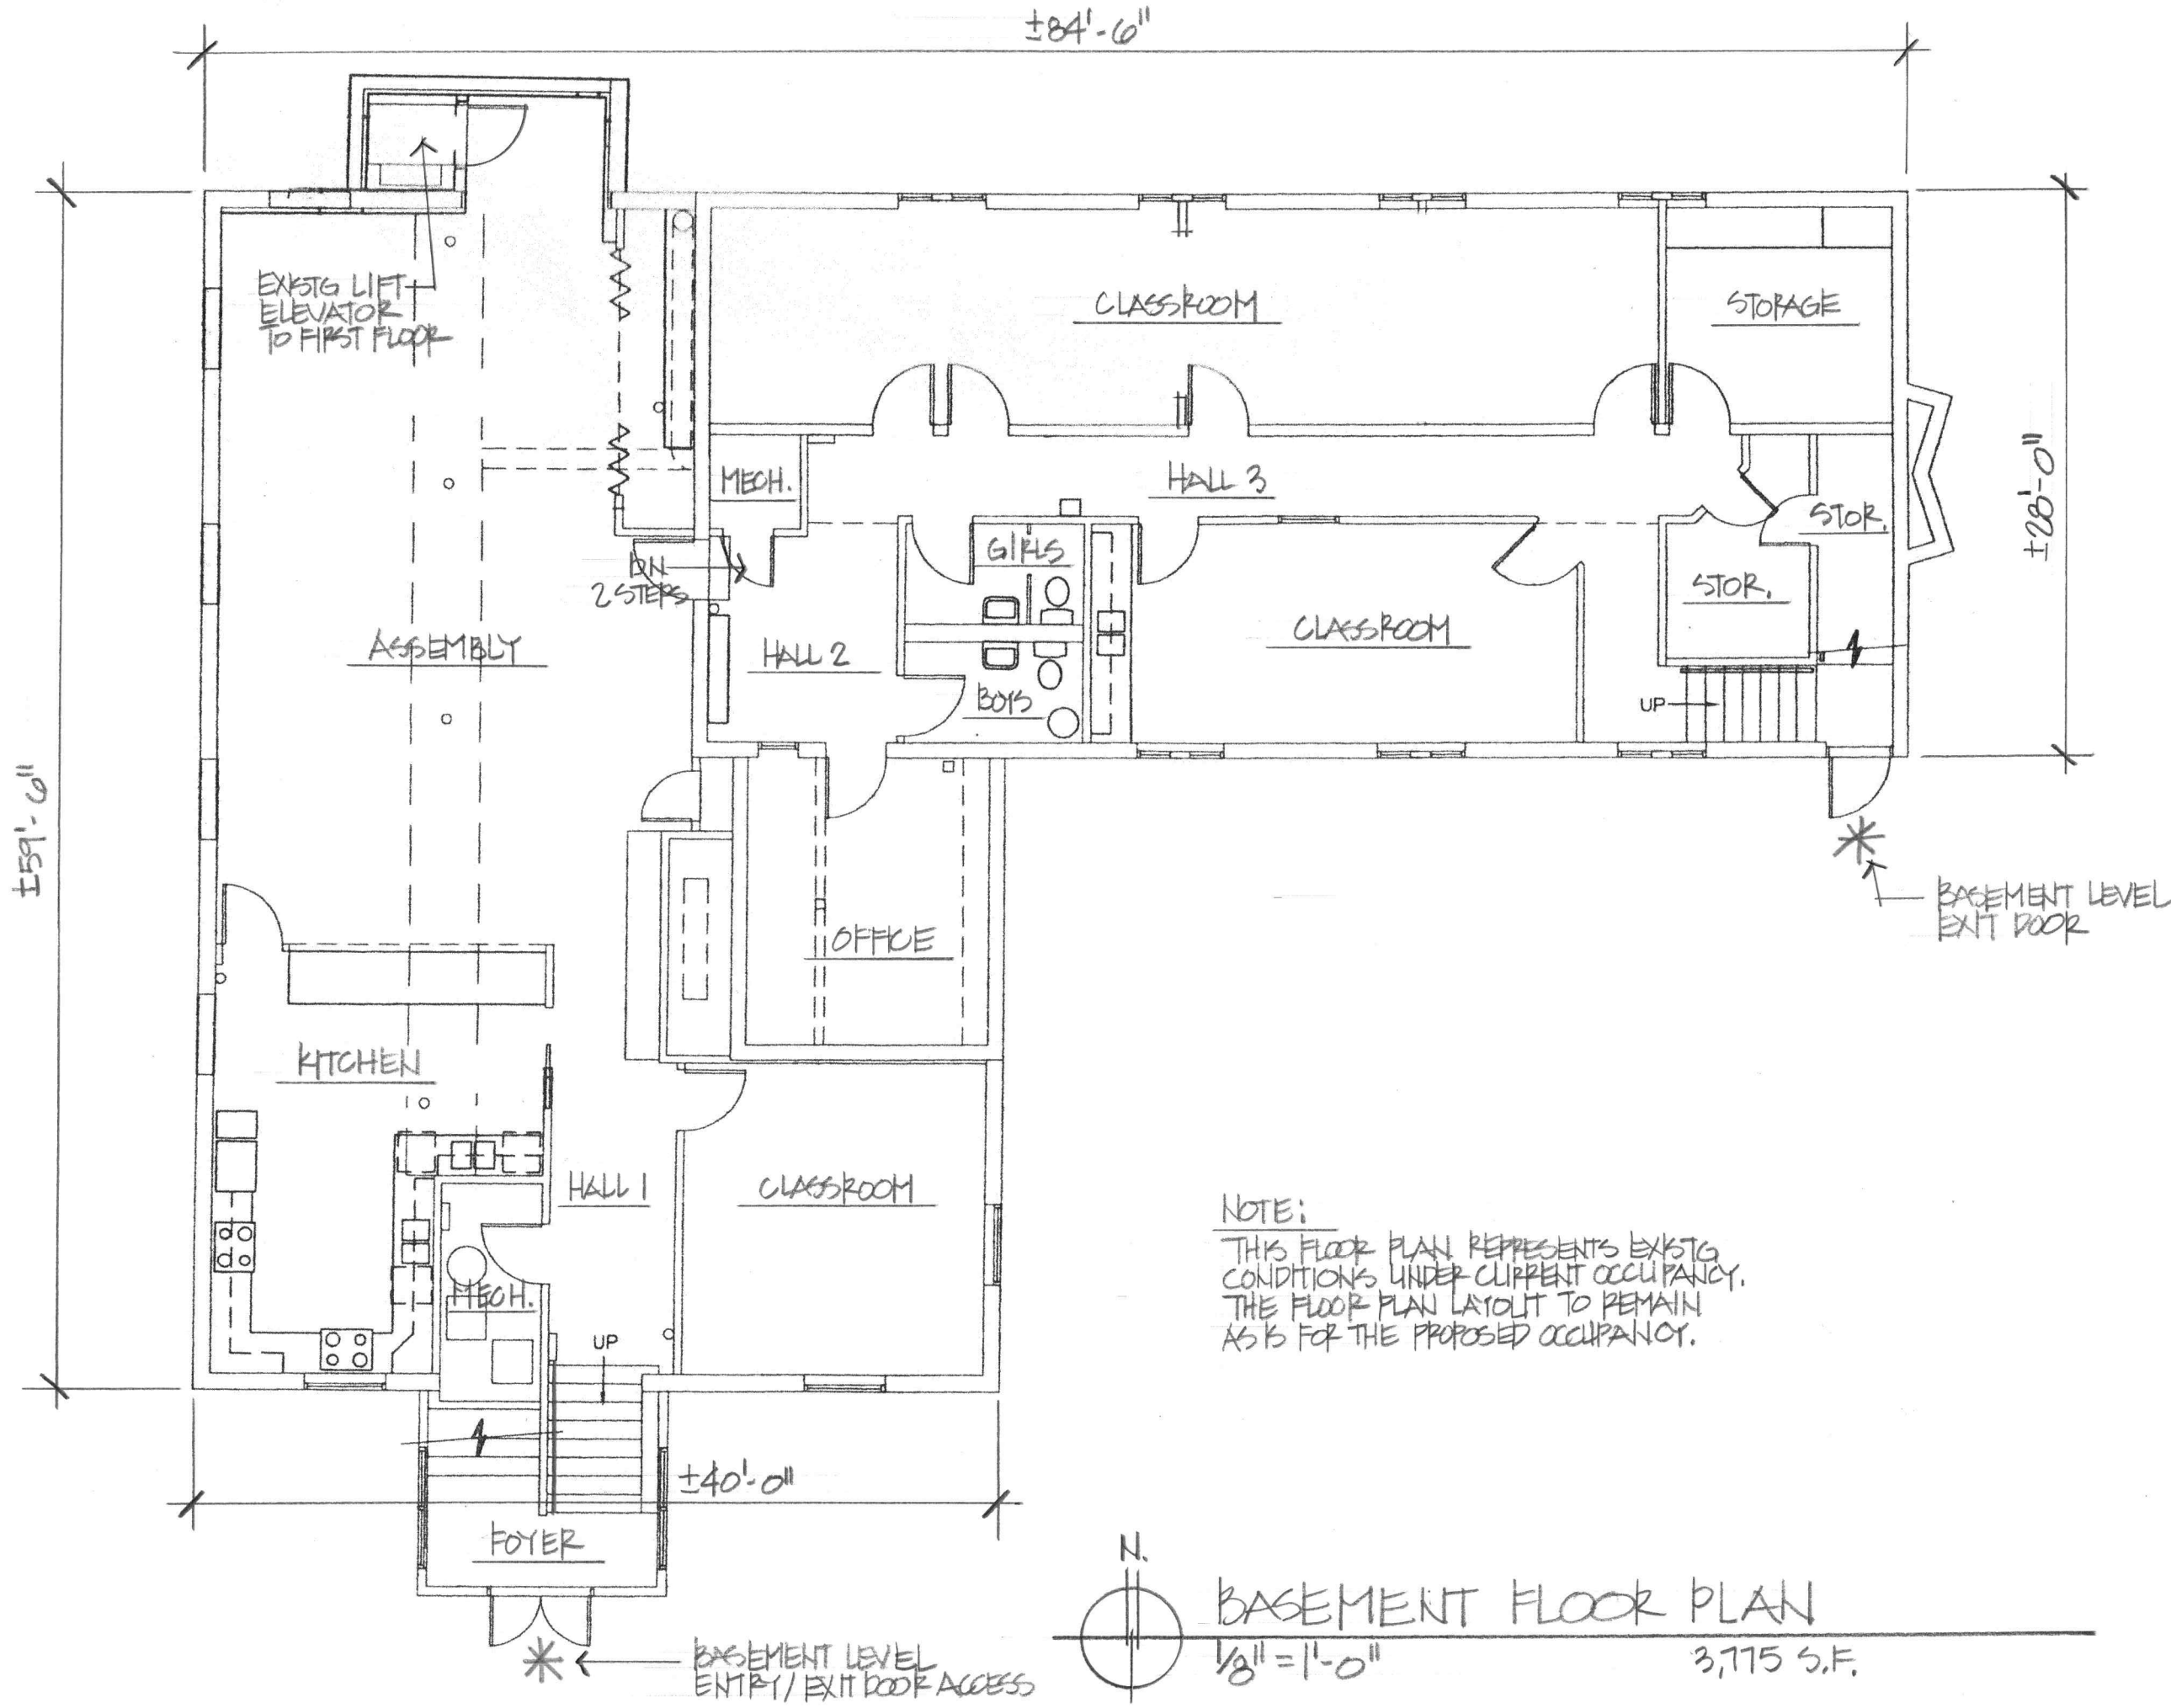 ±84'-6"
EXISTG LIFT
ELEVATOR
TO FIRST FLOOR
CLASSROOM
STORAGE
MECH.
HALL 3
STOR.
±28'-0"
GIRLS
DN
2 STEPS
STOR.
ASSEMBLY
HALL 2
CLASSROOM
BOYS
UP
±59'-6"
BASEMENT LEVEL
EXIT DOOR
OFFICE
KITCHEN
HALL 1
CLASSROOM
MECH.
UP
NOTE:
THIS FLOOR PLAN REPRESENTS EXISTG
CONDITIONS UNDER CURRENT OCCUPANCY.
THE FLOOR PLAN LAYOUT TO REMAIN
AS IS FOR THE PROPOSED OCCUPANCY.
±40'-0"
FOYER
N.
BASEMENT FLOOR PLAN
1/8" = 1'-0"
3,775 S.F.
BASEMENT LEVEL
ENTRY/EXIT DOOR ACCESS